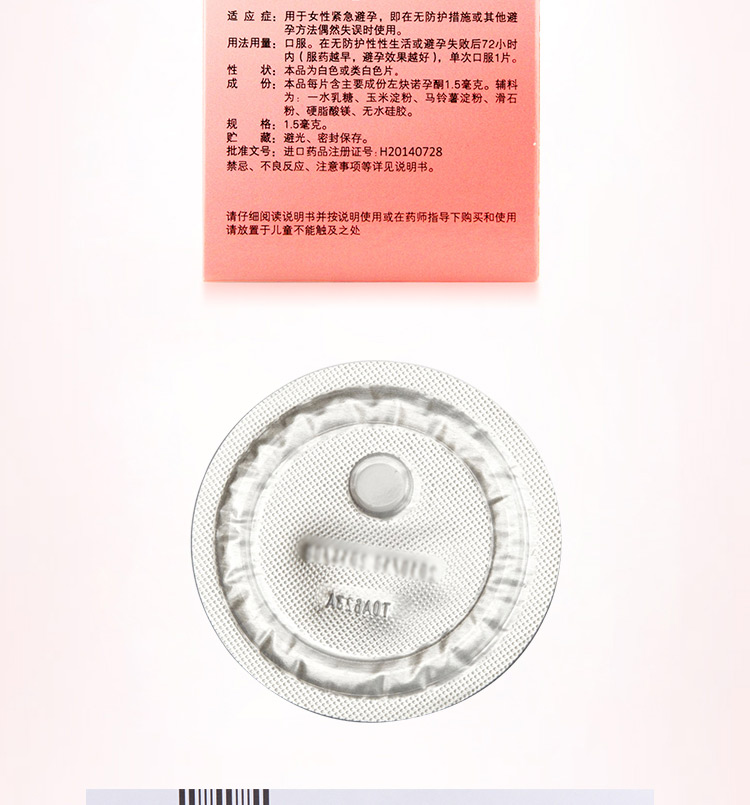 适应症：用于女性紧急避孕，即在无防护措施或其他避
孕方法偶然失误时使用。
用法用量：口服。在无防护性性生活或避孕失败后72小时
内（服药越早，避孕效果越好），单次口服1片。
性状：本品为白色或类白色片。
成份：本品每片含主要成份左炔诺孕酮1.5毫克。辅料
为：一水乳糖、玉米淀粉、马铃薯淀粉、滑石
粉、硬脂酸镁、无水硅胶。
规格：1.5毫克。
贮藏：避光、密封保存。
批准文号：进口药品注册证号：H20140728
禁忌、不良反应、注意事项等详见说明书。
请仔细阅读说明书并按说明使用或在药师指导下购买和使用
请放置于儿童不能触及之处